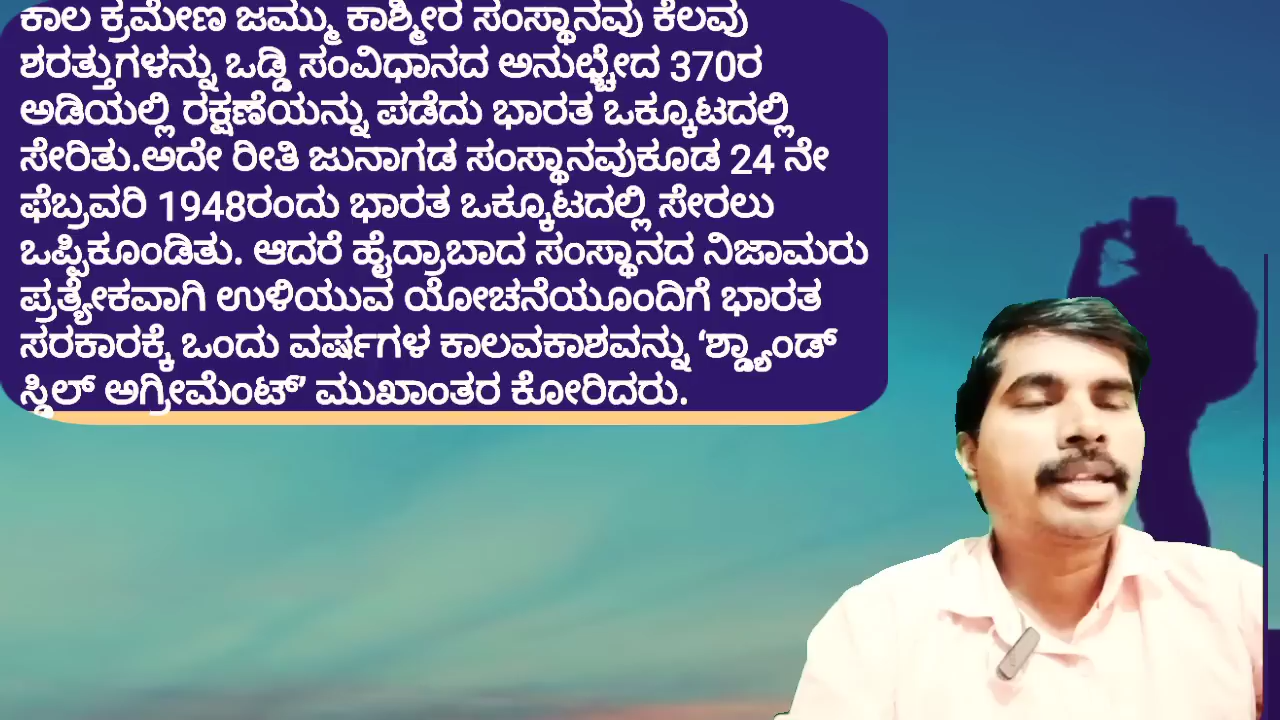 ಕಾಲ ಕ್ರಮೇಣ ಜಮ್ಮು ಕಾಶ್ಮೀರ ಸಂಸ್ಥಾನವು ಕೆಲವು
ಶರತ್ತುಗಳನ್ನು ಒಡ್ಡಿ ಸಂವಿಧಾನದ ಅನುಛ್ಛೇದ 370ರ
ಅಡಿಯಲ್ಲಿ ರಕ್ಷಣೆಯನ್ನು ಪಡೆದು ಭಾರತ ಒಕ್ಕೂಟದಲ್ಲಿ
ಸೇರಿತು.ಅದೇ ರೀತಿ ಜುನಾಗಡ ಸಂಸ್ಥಾನವುಕೂಡ 24 ನೇ
ಫೆಬ್ರವರಿ 1948ರಂದು ಭಾರತ ಒಕ್ಕೂಟದಲ್ಲಿ ಸೇರಲು
ಒಪ್ಪಿಕೂಂಡಿತು. ಆದರೆ ಹೈದ್ರಾಬಾದ ಸಂಸ್ಥಾನದ ನಿಜಾಮರು
ಪ್ರತ್ಯೇಕವಾಗಿ ಉಳಿಯುವ ಯೋಚನೆಯೂಂದಿಗೆ ಭಾರತ
ಸರಕಾರಕ್ಕೆ ಒಂದು ವರ್ಷಗಳ ಕಾಲವಕಾಶವನ್ನು ‘ಶ್ಡ್ಯಾಂಡ್
ಸ್ಡಿಲ್ ಅಗ್ರೀಮೆಂಟ್’ ಮುಖಾಂತರ ಕೋರಿದರು.